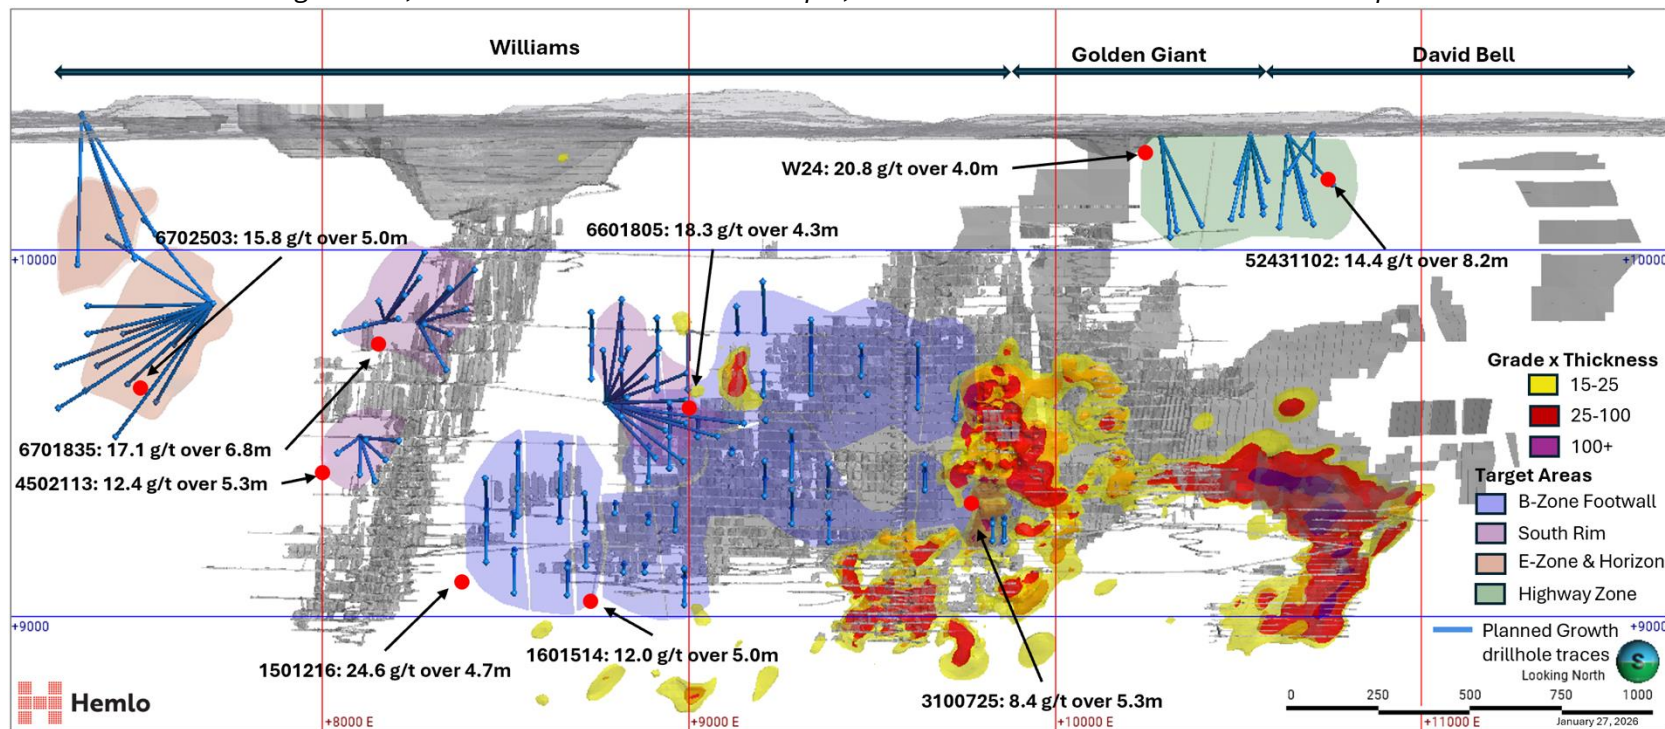 Williams
Golden Giant
David Bell
W24: 20.8 g/t over 4.0m
6702503: 15.8 g/t over 5.0m
6601805: 18.3 g/t over 4.3m
+10000
+10000
52431102: 14.4 g/t over 8.2m
Grade x Thickness
15-25
25-100
100+
6701835: 17.1 g/t over 6.8m
4502113: 12.4 g/t over 5.3m
Target Areas
B-Zone Footwall
South Rim
E-Zone & Horizon
Highway Zone
+9000
+9000
Planned Growth
drillhole traces
S
Looking North
1501216: 24.6 g/t over 4.7m
1601514: 12.0 g/t over 5.0m
3100725: 8.4 g/t over 5.3m
Hemlo
0 250 500 750 1000
+8000 E
+9000 E
+10000 E
+11000 E
January 27, 2026